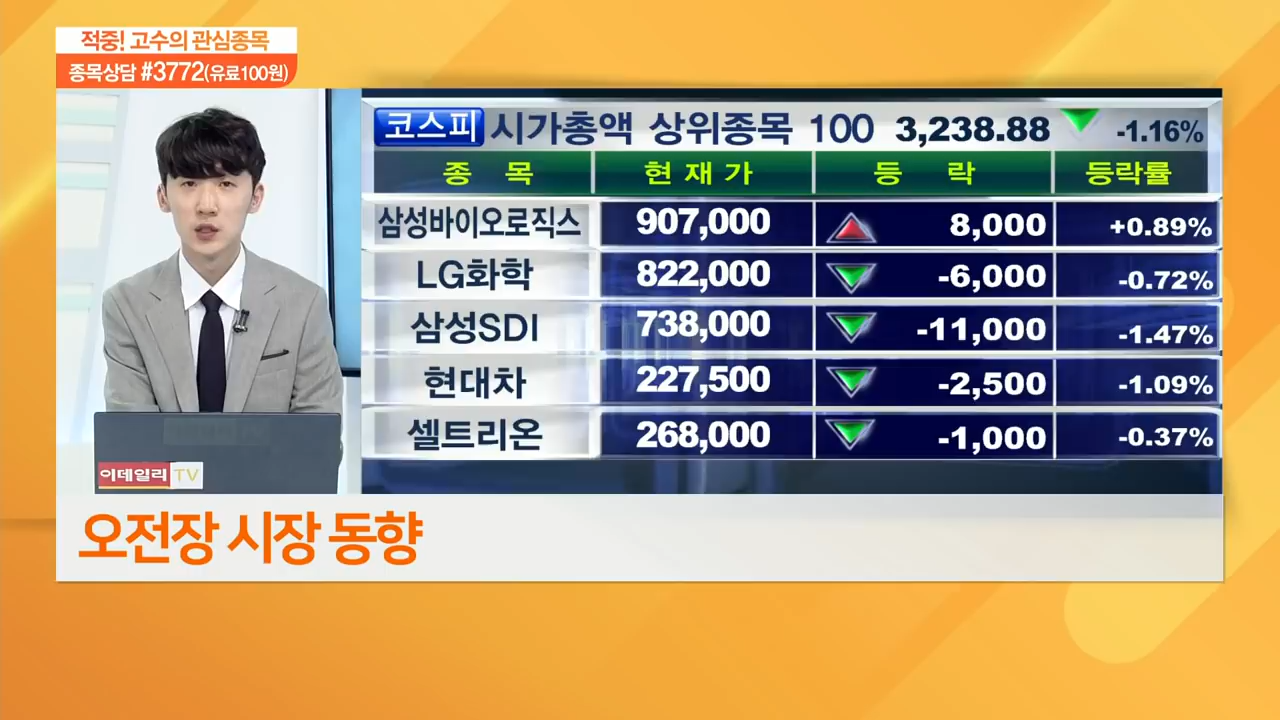 적중! 고수의 관심종목
종목상담 #3772(유료100원)
코스피 시가총액 상위종목 100 3,238.88 -1.16%
종 목 현 재 가 등 락 등락률
삼성바이오로직스 907,000 8,000 +0.89%
LG화학 822,000 -6,000 -0.72%
삼성SDI 738,000 -11,000 -1.47%
현대차 227,500 -2,500 -1.09%
셀트리온 268,000 -1,000 -0.37%
이데일리 TV
오전장 시장 동향